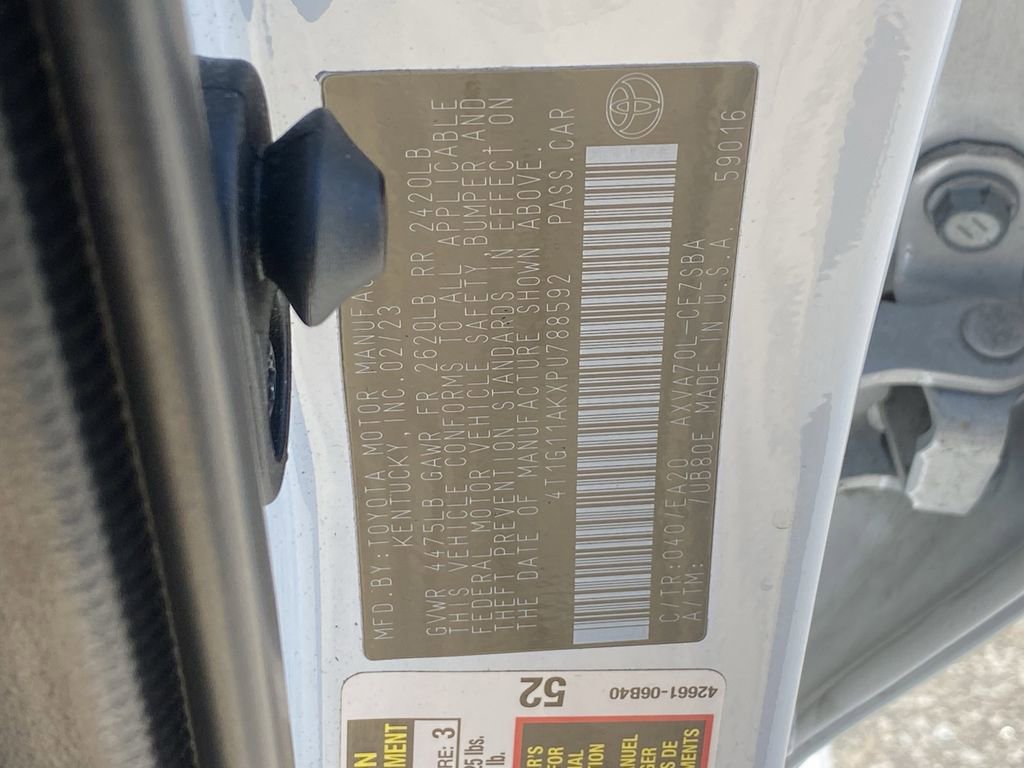 MFD.BY:TOYOTA MOTOR
KENTUCKY, INC. 02/23
GVWR 4475LB GAWR FR 2620LB RR 2420LB
THIS VEHICLE CONFORMS TO ALL APPLICABLE
FEDERAL MOTOR VEHICLE SAFETY, BUMPER AND
THEFT PREVENTION STANDARDS IN EFFECT ON
THE DATE OF MANUFACTURE SHOWN ABOVE.
4T1G11AKXPU788592 PASS.CAR
C/TR:040/EA20 AXVA70L-CEZSBA
A/TM: /UB80E MADE IN U.S.A. 59016
42661-06B40
52